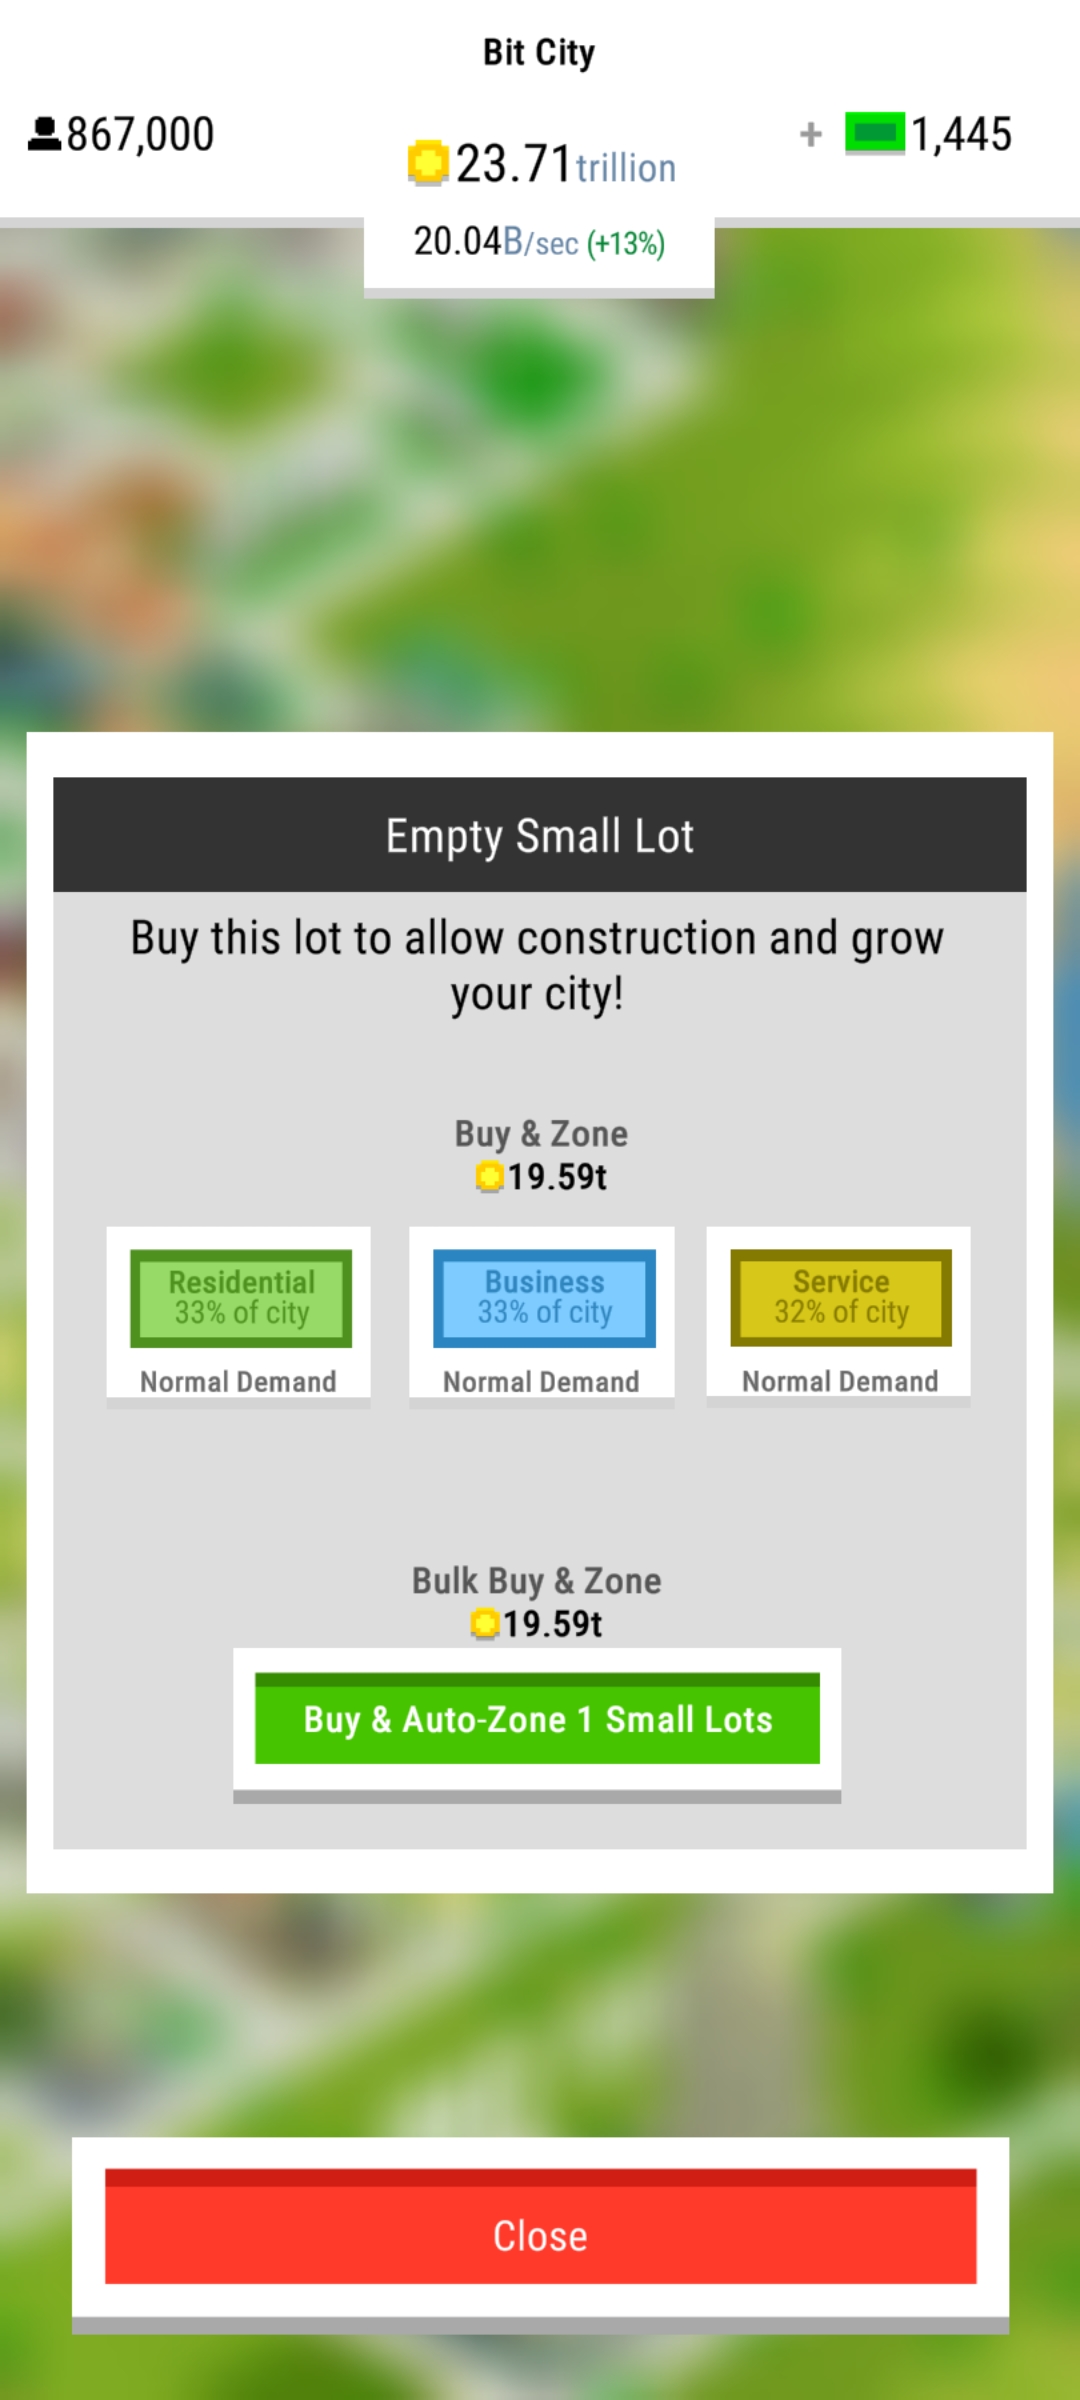 Bit City
867,000
23.71trillion
+ 1,445
20.04B/sec (+13%)
Empty Small Lot
Buy this lot to allow construction and grow
your city!
Buy & Zone
19.59t
Residential
33% of city
Normal Demand
Business
33% of city
Normal Demand
Service
32% of city
Normal Demand
Bulk Buy & Zone
19.59t
Buy & Auto-Zone 1 Small Lots
Close